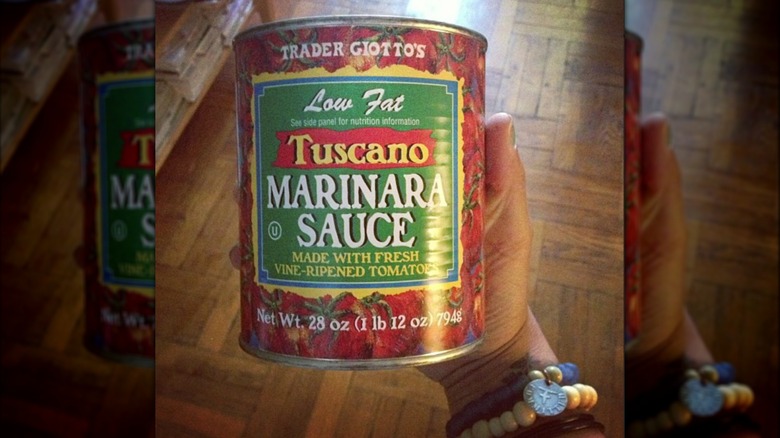 TRADER GIOTTO'S
Low Fat
See side panel for nutrition information
Tuscano
MARINARA
SAUCE
U
MADE WITH FRESH
VINE-RIPENED TOMATOES
Net Wt. 28 oz (1 lb 12 oz) 794g